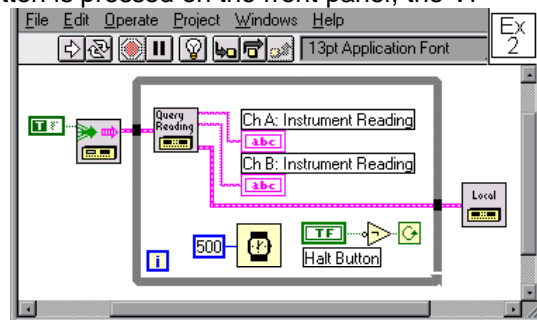 tton is pressed on the front panel, the VI
File Edit Operate Project Windows Help
Ex
2
13pt Application Font
T F
Query
Reading
Ch A: Instrument Reading
abc
Ch B: Instrument Reading
abc
Local
500
TF
Halt Button
i